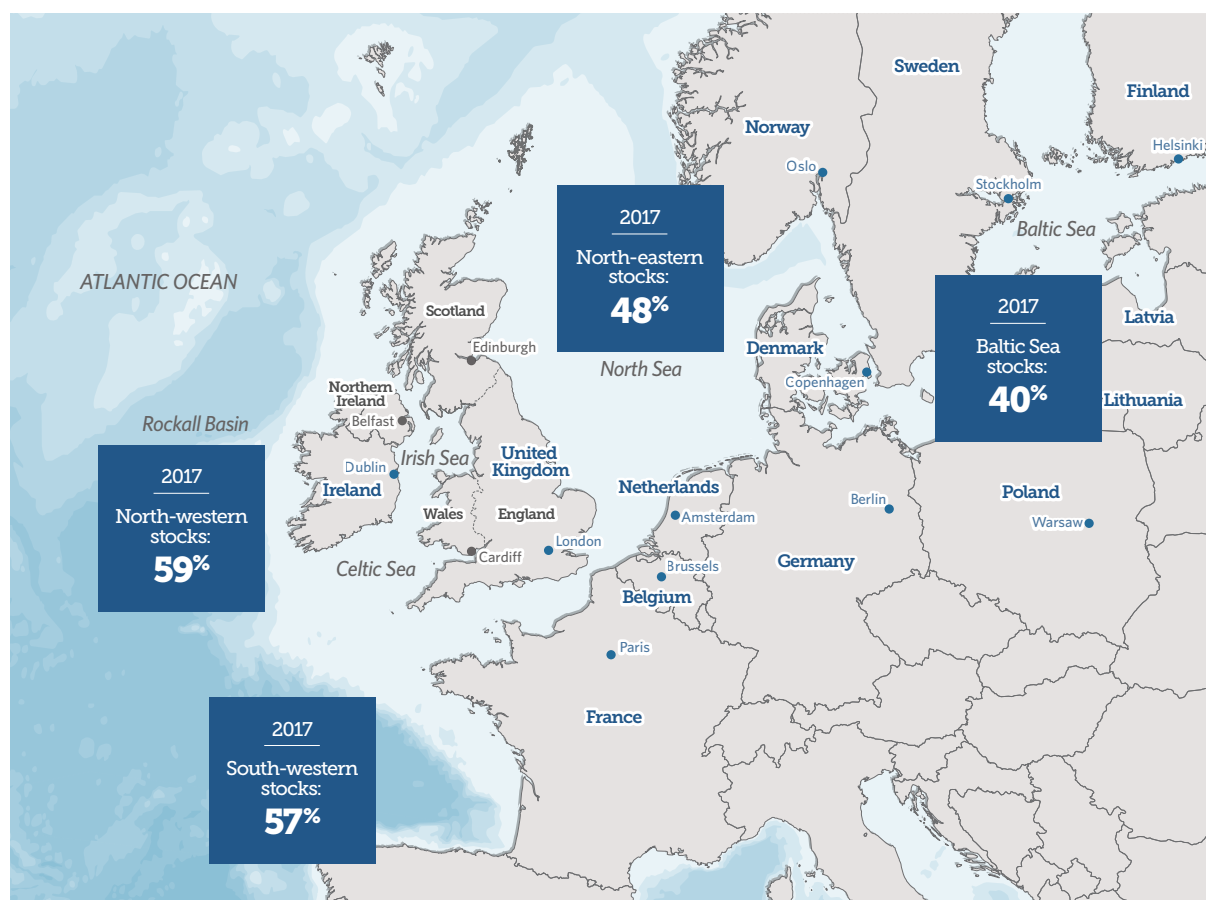 Sweden
Finland
Norway
Helsinki
Oslo
Stockholm
2017
North-eastern
stocks:
48%
Baltic Sea
ATLANTIC OCEAN
Scotland
2017
Baltic Sea
stocks:
40%
Latvia
Edinburgh
Denmark
North Sea
Copenhagen
Northern
Ireland
Lithuania
Belfast
Rockall Basin
Irish Sea
United
Kingdom
Dublin
Ireland
2017
North-western
stocks:
59%
Netherlands
Wales
England
Amsterdam
Berlin
Poland
Warsaw
London
Cardiff
Celtic Sea
Brussels
Belgium
Germany
Paris
France
2017
South-western
stocks:
57%